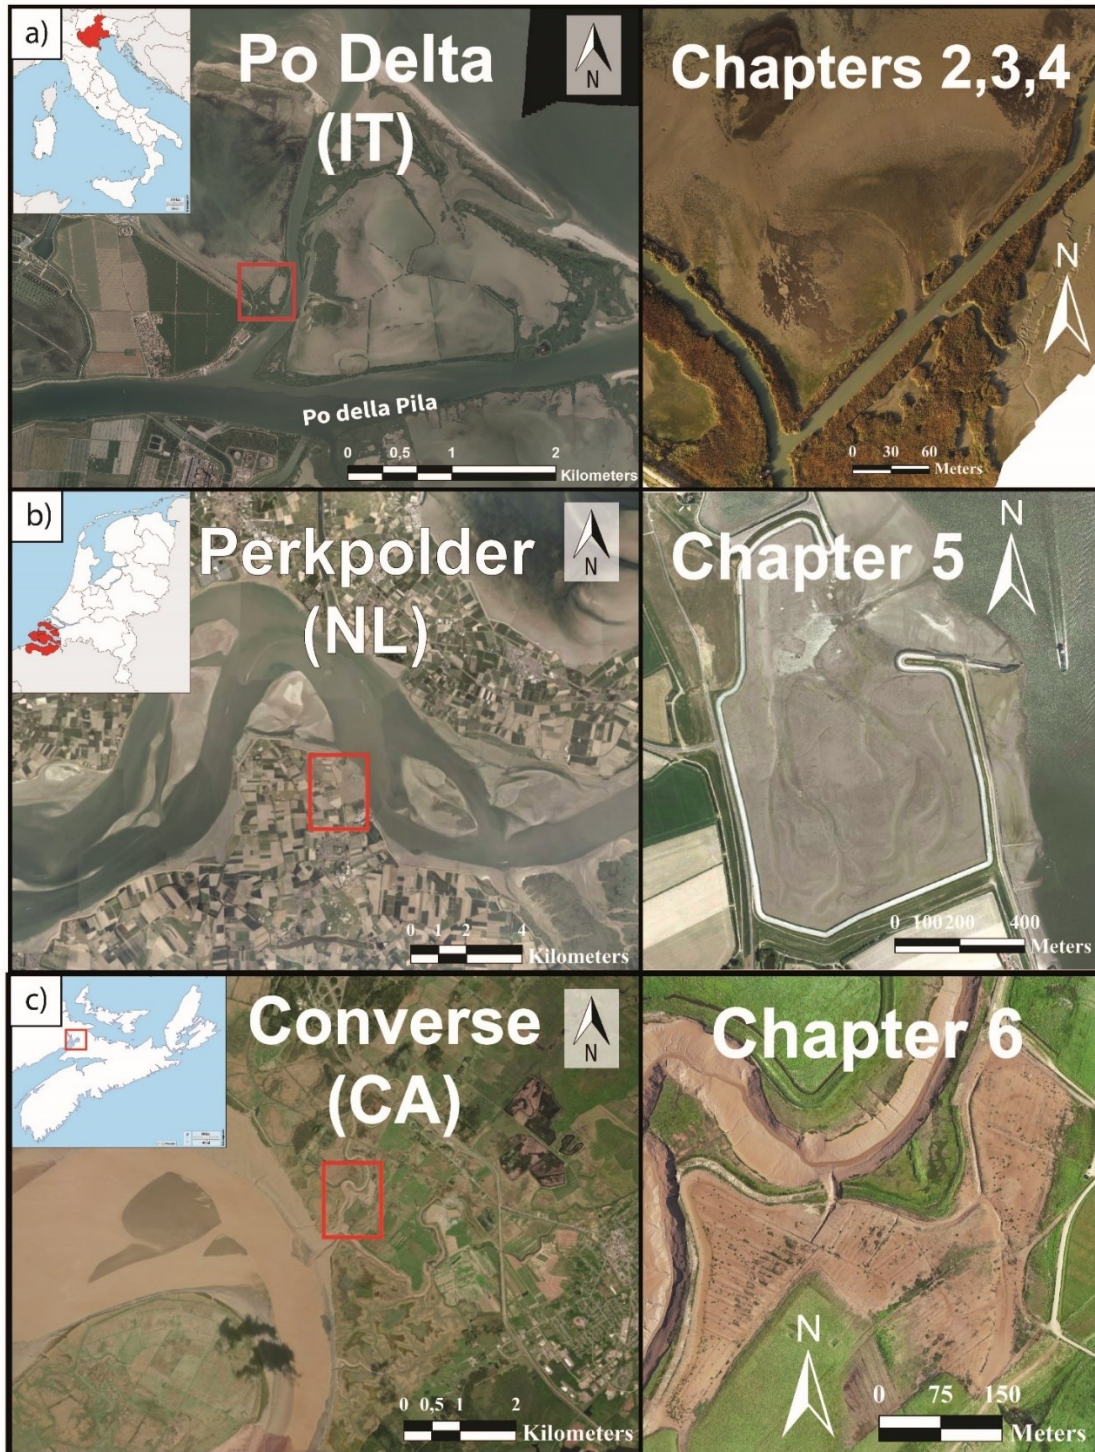 a)
Po Delta
(IT)
N
Po della Pila
0 0,5 1 2
Kilometers
Chapters 2,3,4
N
0 30 60
Meters
b)
Perkpolder
(NL)
N
0 1 2 4
Kilometers
Chapter 5
N
0 100 200 400
Meters
c)
Converse
(CA)
N
0 0,5 1 2
Kilometers
Chapter 6
N
0 75 150
Meters